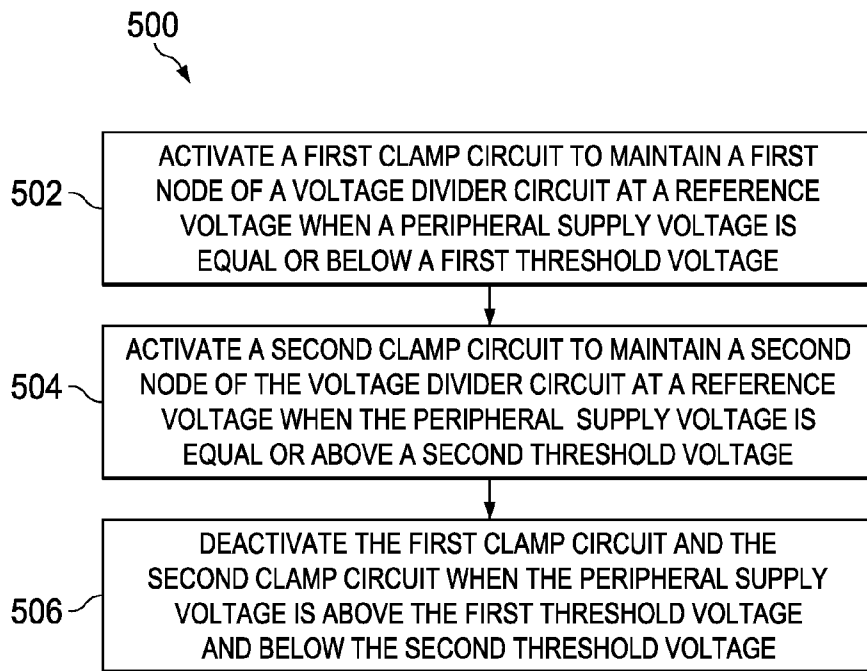 500
502
ACTIVATE A FIRST CLAMP CIRCUIT TO MAINTAIN A FIRST
NODE OF A VOLTAGE DIVIDER CIRCUIT AT A REFERENCE
VOLTAGE WHEN A PERIPHERAL SUPPLY VOLTAGE IS
EQUAL OR BELOW A FIRST THRESHOLD VOLTAGE
504
ACTIVATE A SECOND CLAMP CIRCUIT TO MAINTAIN A SECOND
NODE OF THE VOLTAGE DIVIDER CIRCUIT AT A REFERENCE
VOLTAGE WHEN THE PERIPHERAL SUPPLY VOLTAGE IS
EQUAL OR ABOVE A SECOND THRESHOLD VOLTAGE
506
DEACTIVATE THE FIRST CLAMP CIRCUIT AND THE
SECOND CLAMP CIRCUIT WHEN THE PERIPHERAL SUPPLY
VOLTAGE IS ABOVE THE FIRST THRESHOLD VOLTAGE
AND BELOW THE SECOND THRESHOLD VOLTAGE